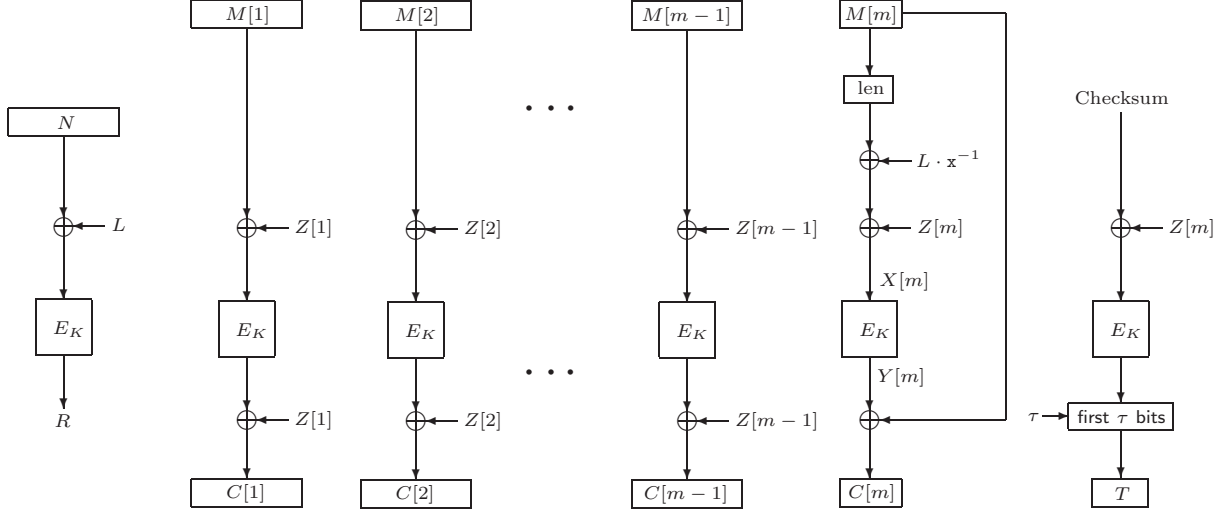 M[1] M[2] M[m − 1] M[m]
len
· · ·
Checksum
N
L · x⁻¹
L Z[1] Z[2] Z[m − 1] Z[m] Z[m]
X[m]
E_K E_K E_K E_K E_K E_K
· · ·
Y[m]
R Z[1] Z[2] Z[m − 1] τ first τ bits
C[1] C[2] C[m − 1] C[m] T